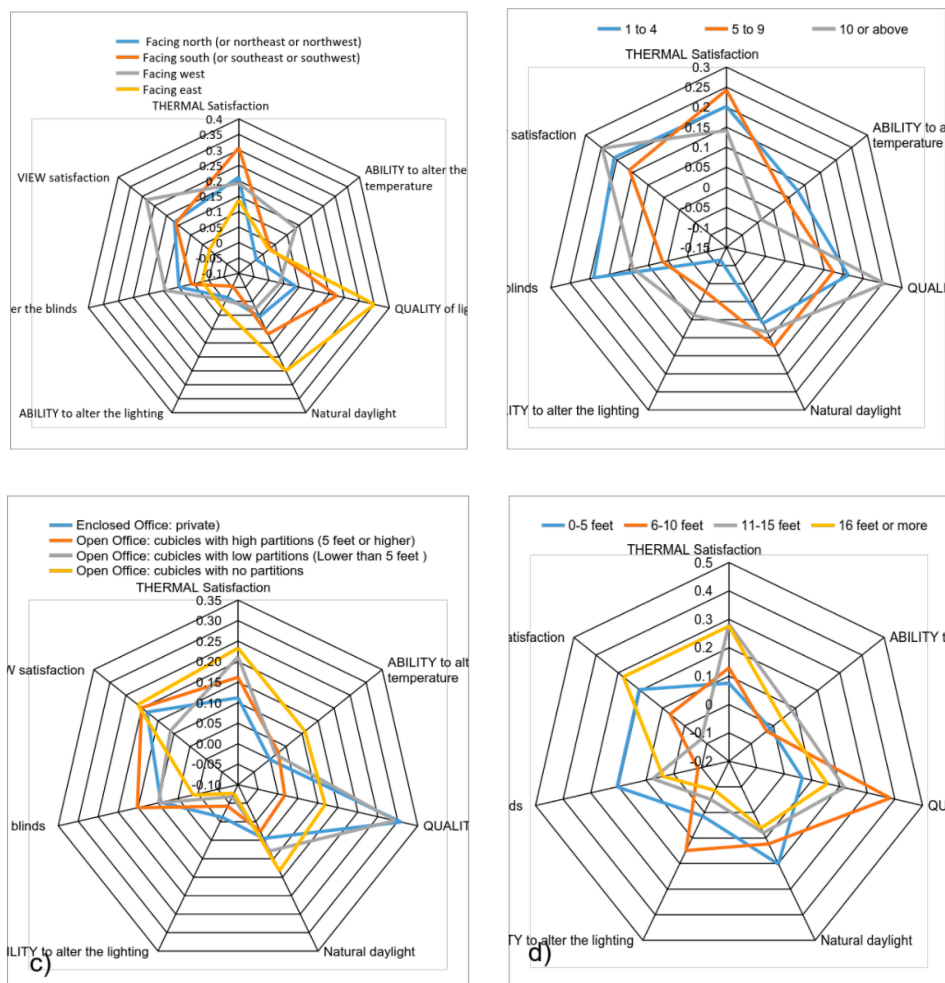 Facing north (or northeast or northwest)
Facing south (or southeast or southwest)
Facing west
Facing east
THERMAL Satisfaction
0.4
0.35
0.3
0.25
0.2
0.15
0.1
0.05
0
-0.05
-0.1
ABILITY to alter the
temperature
VIEW satisfaction
er the blinds
QUALITY of lig
ABILITY to alter the lighting
Natural daylight
1 to 4
5 to 9
10 or above
THERMAL Satisfaction
0.3
0.25
0.2
0.15
0.1
0.05
0
-0.05
-0.1
-0.15
satisfaction
ABILITY to a
temperature
blinds
QUALI
ITY to alter the lighting
Natural daylight
Enclosed Office: private)
Open Office: cubicles with high partitions (5 feet or higher)
Open Office: cubicles with low partitions (Lower than 5 feet )
Open Office: cubicles with no partitions
THERMAL Satisfaction
0.35
0.30
0.25
0.20
0.15
0.10
0.05
0.00
-0.05
-0.10
W satisfaction
ABILITY to alt
temperature
blinds
QUALIT
ILITY to alter the lighting
Natural daylight
c)
0-5 feet
6-10 feet
11-15 feet
16 feet or more
THERMAL Satisfaction
0.5
0.4
0.3
0.2
0.1
0
-0.1
-0.2
atisfaction
ABILITY t
nds
QU
TY to alter the lighting
Natural daylight
d)